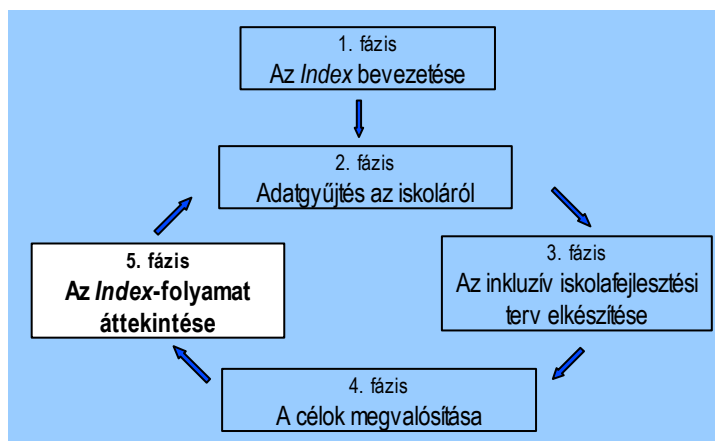 1. fázis
Az Index bevezetése
2. fázis
Adatgyűjtés az iskoláról
3. fázis
Az inkluzív iskolafejlesztési
terv elkészítése
4. fázis
A célok megvalósítása
5. fázis
Az Index-folyamat
áttekintése